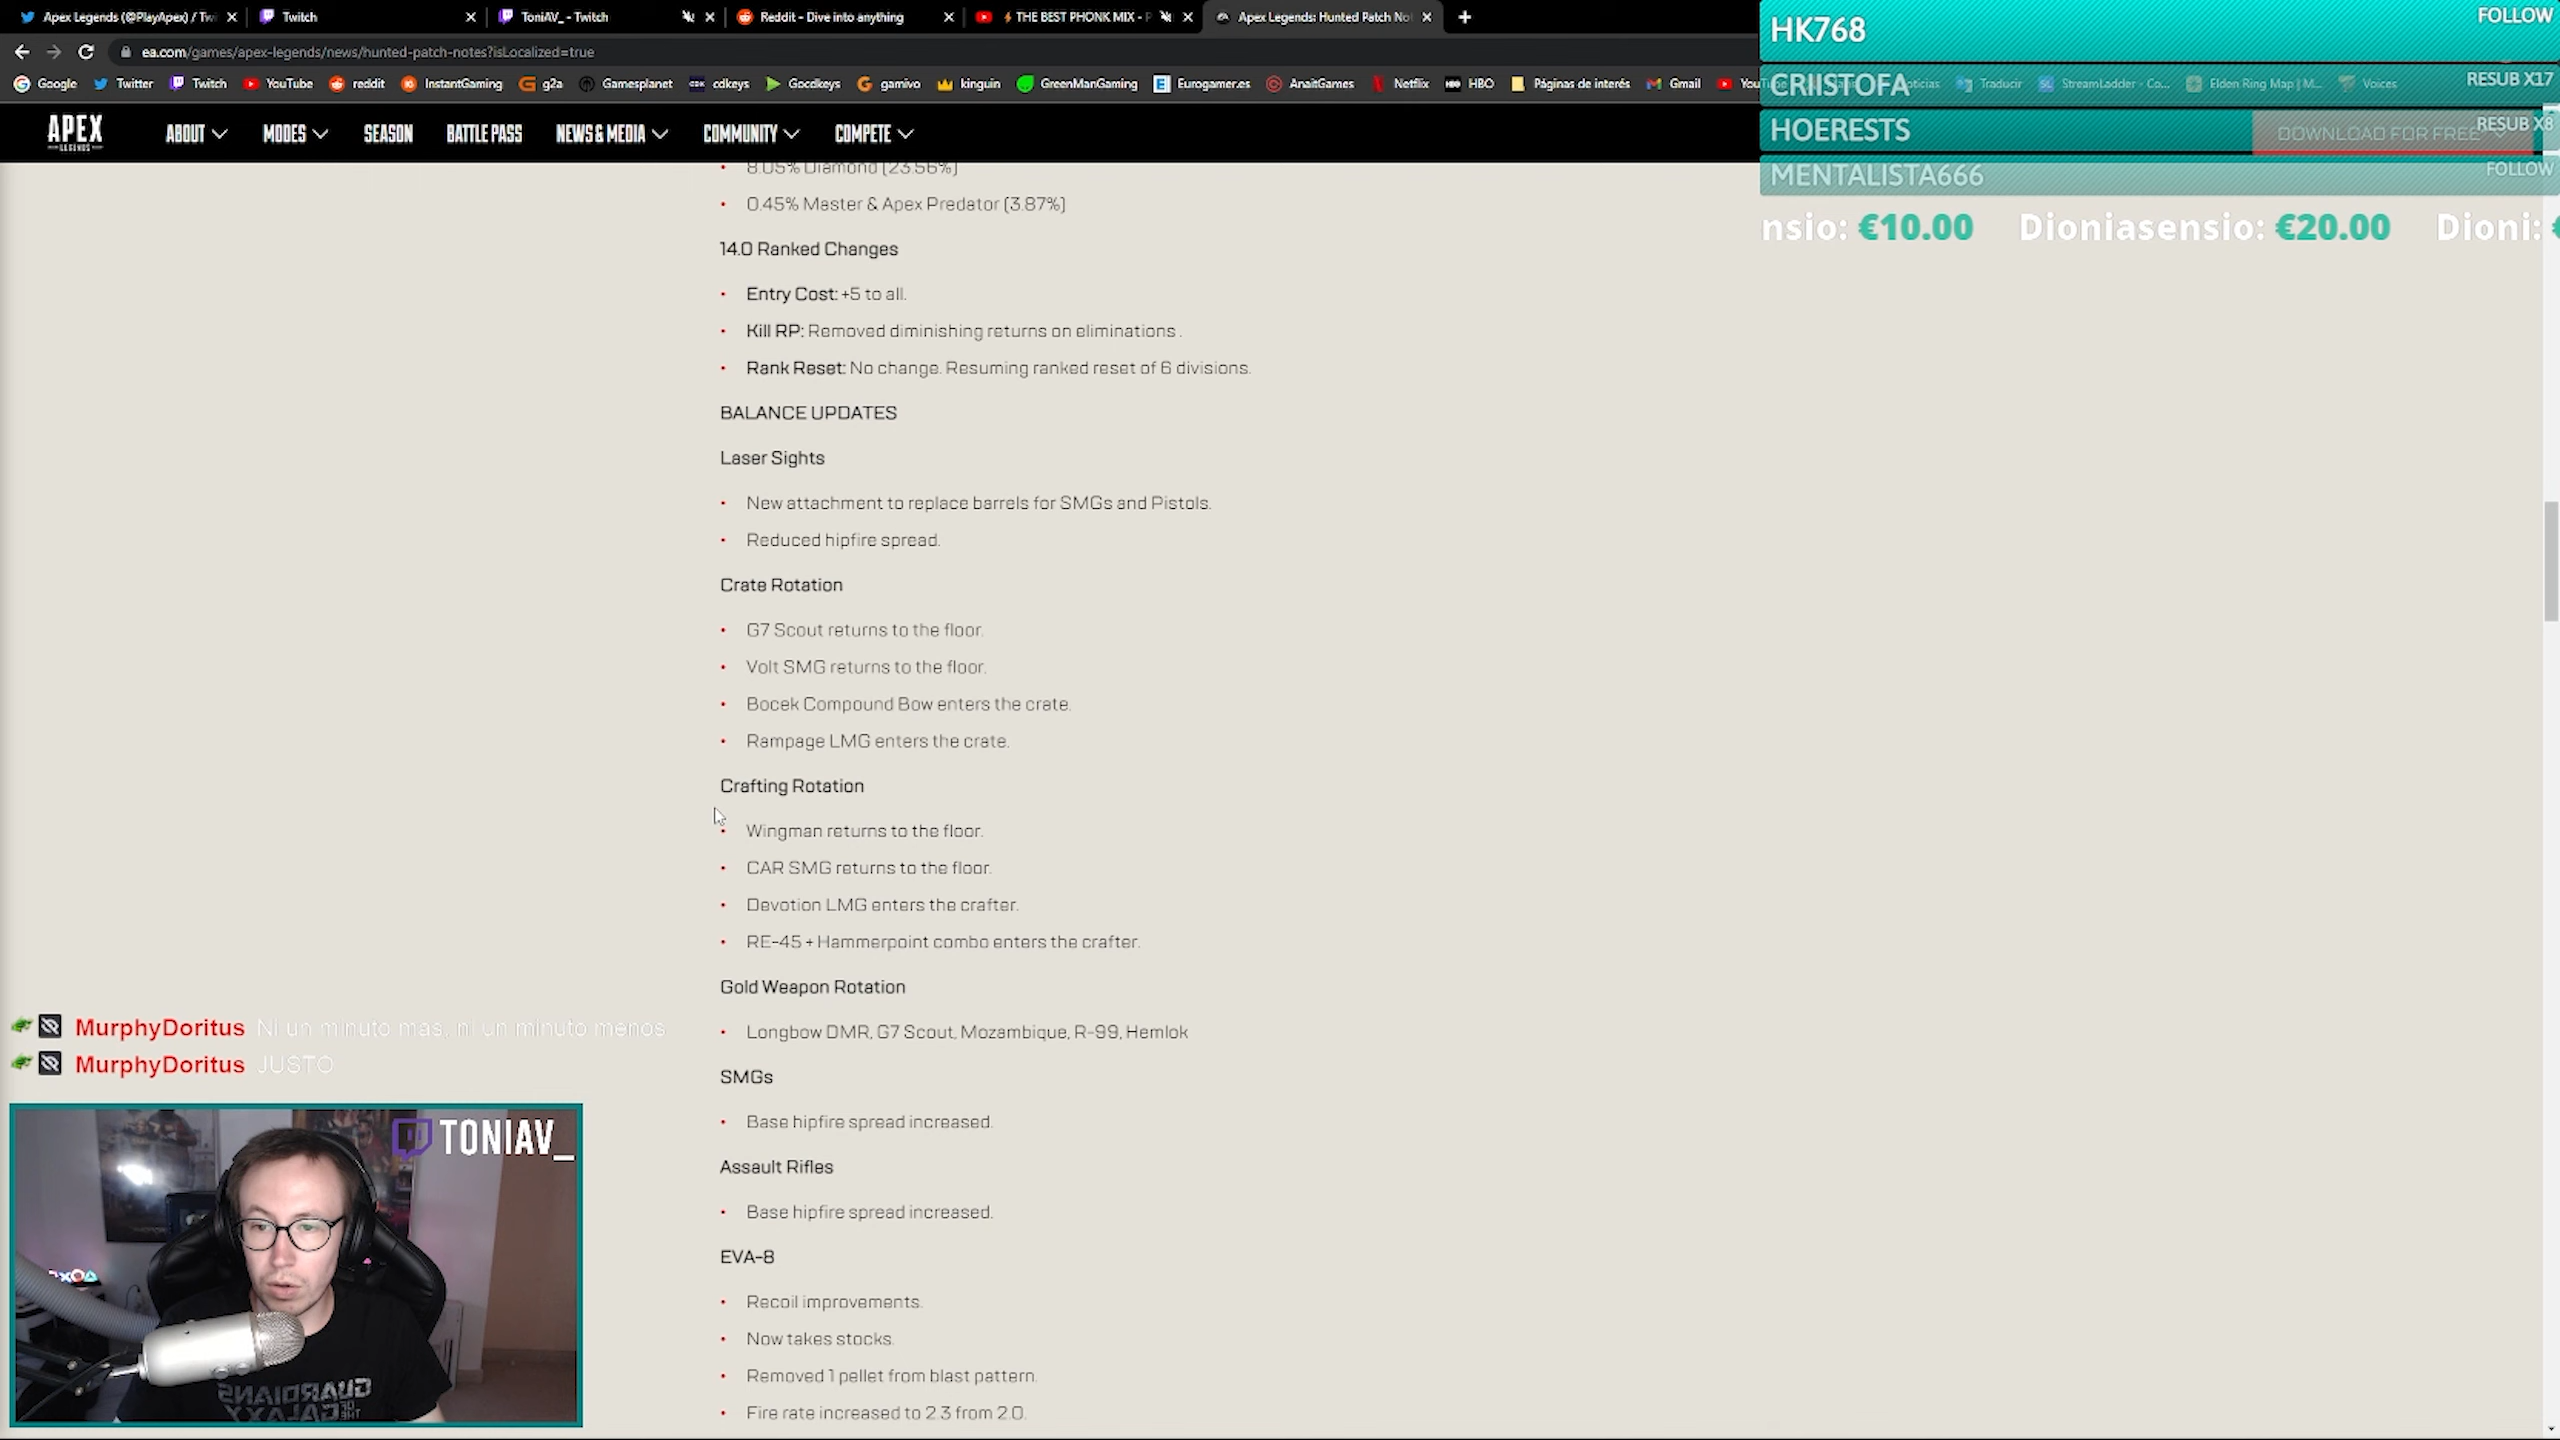 Apex Legends (@PlayApex) / Tw
Twitch
ToniAV_ - Twitch
Reddit - Dive into anything
THE BEST PHONK MIX - P
Apex Legends: Hunted Patch No
ea.com/games/apex-legends/news/hunted-patch-notes?isLocalized=true
Google Twitter Twitch YouTube reddit InstantGaming g2a Gamesplanet cdkeys Gocdkeys gamivo kinguin GreenManGaming Eurogamer.es AnaitGames Netflix HBO Páginas de interés Gmail Traducir StreamLadder - Co... Elden Ring Map | M... Voices
HK768 FOLLOW
CRIISTOFA RESUB X17
HOERESTS RESUB X8
MENTALISTA666 FOLLOW
nsio: €10.00 Dioniasensio: €20.00 Dioni:
APEX
LEGENDS
ABOUT MODES SEASON BATTLE PASS NEWS & MEDIA COMMUNITY COMPETE
DOWNLOAD FOR FREE
8.05% Diamond (23.56%)
0.45% Master & Apex Predator (3.87%)
14.0 Ranked Changes
Entry Cost: +5 to all.
Kill RP: Removed diminishing returns on eliminations .
Rank Reset: No change. Resuming ranked reset of 6 divisions.
BALANCE UPDATES
Laser Sights
New attachment to replace barrels for SMGs and Pistols.
Reduced hipfire spread.
Crate Rotation
G7 Scout returns to the floor.
Volt SMG returns to the floor.
Bocek Compound Bow enters the crate.
Rampage LMG enters the crate.
Crafting Rotation
Wingman returns to the floor.
CAR SMG returns to the floor.
Devotion LMG enters the crafter.
RE-45 + Hammerpoint combo enters the crafter.
Gold Weapon Rotation
Longbow DMR, G7 Scout, Mozambique, R-99, Hemlok
SMGs
Base hipfire spread increased.
Assault Rifles
Base hipfire spread increased.
EVA-8
Recoil improvements.
Now takes stocks.
Removed 1 pellet from blast pattern.
Fire rate increased to 2.3 from 2.0.
MurphyDoritus Ni un minuto mas, ni un minuto menos
MurphyDoritus JUSTO
TONIAV_
GUARDIANS
OF THE
GALAXY